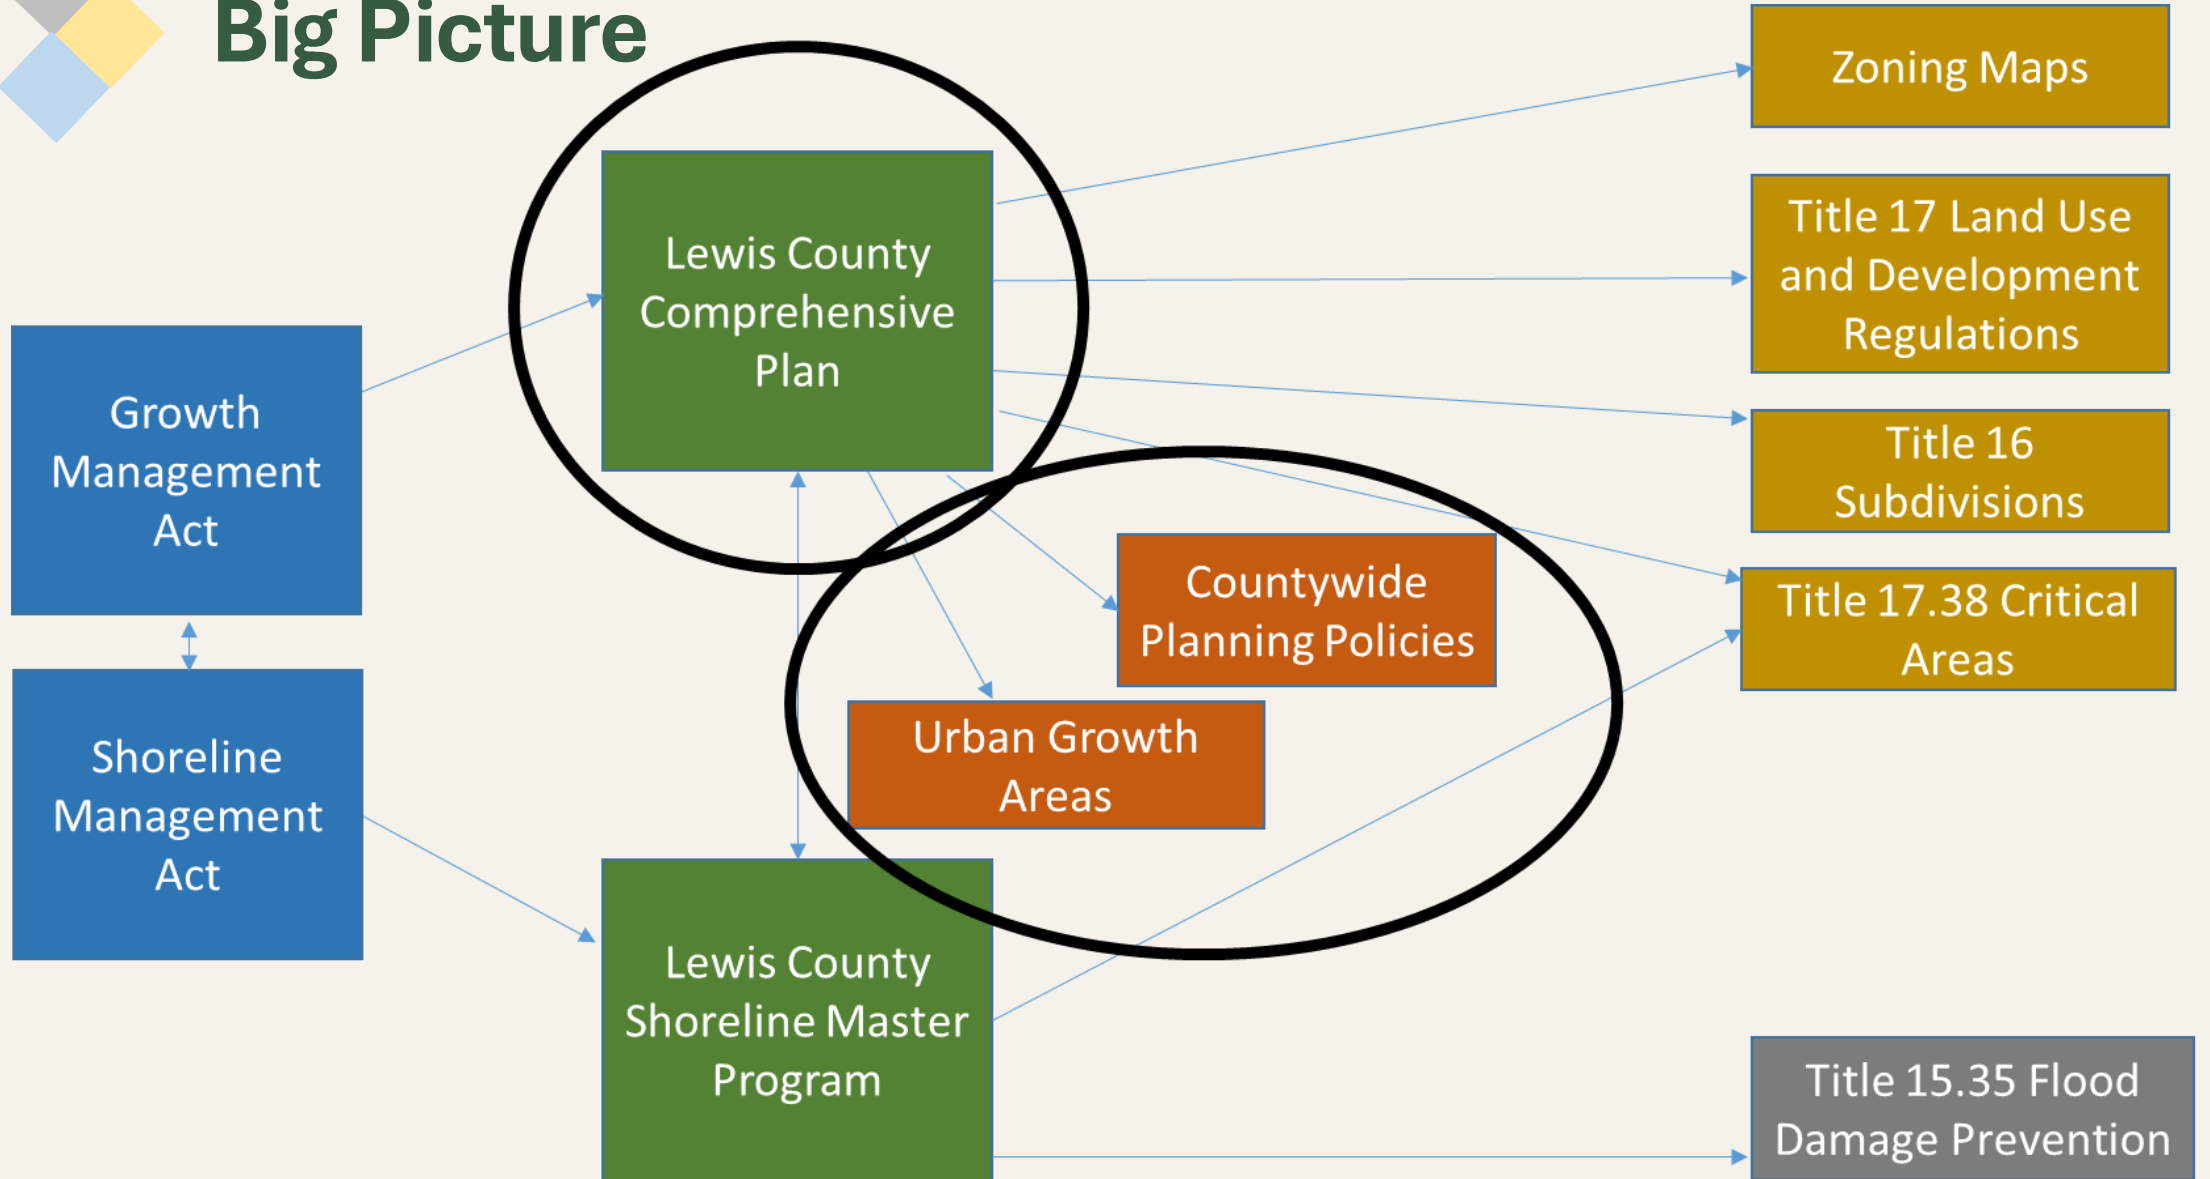 Big Picture
Zoning Maps
Lewis County
Comprehensive
Plan
Title 17 Land Use
and Development
Regulations
Growth
Management
Act
Title 16
Subdivisions
Countywide
Planning Policies
Title 17.38 Critical
Areas
Urban Growth
Areas
Shoreline
Management
Act
Lewis County
Shoreline Master
Program
Title 15.35 Flood
Damage Prevention